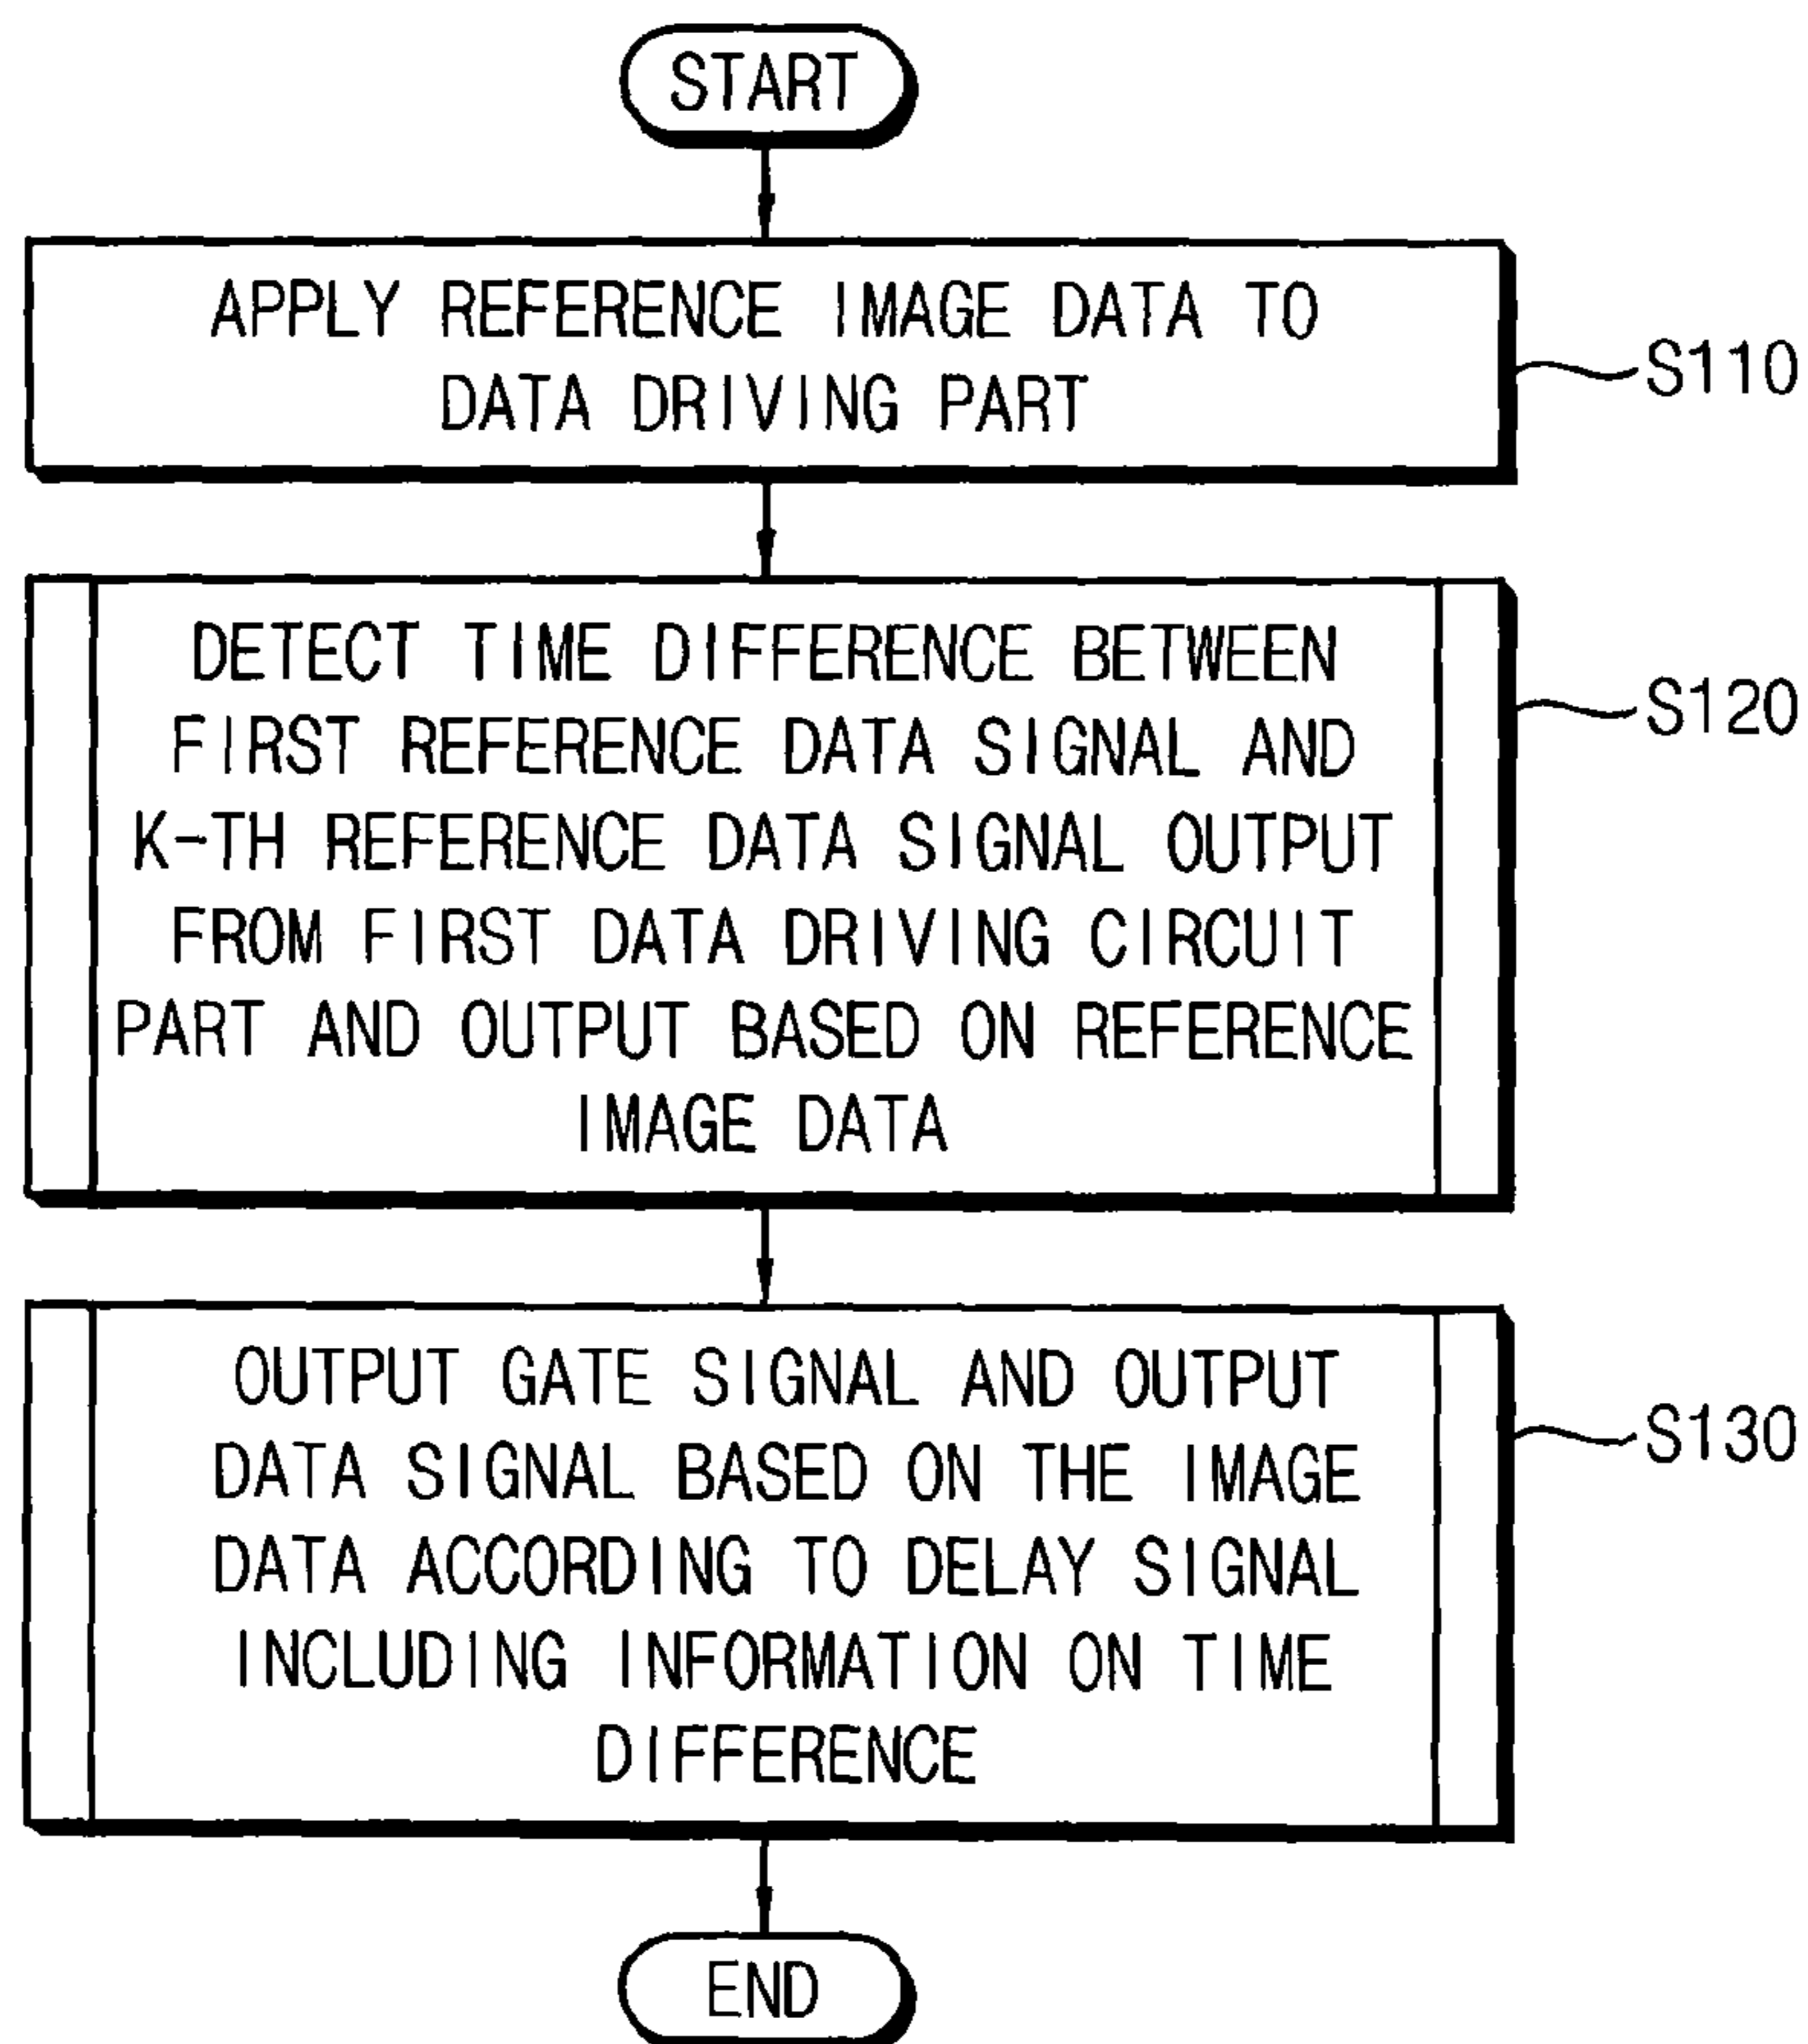 START
APPLY REFERENCE IMAGE DATA TO
DATA DRIVING PART
S110
DETECT TIME DIFFERENCE BETWEEN
FIRST REFERENCE DATA SIGNAL AND
K-TH REFERENCE DATA SIGNAL OUTPUT
FROM FIRST DATA DRIVING CIRCUIT
PART AND OUTPUT BASED ON REFERENCE
IMAGE DATA
S120
OUTPUT GATE SIGNAL AND OUTPUT
DATA SIGNAL BASED ON THE IMAGE
DATA ACCORDING TO DELAY SIGNAL
INCLUDING INFORMATION ON TIME
DIFFERENCE
S130
END